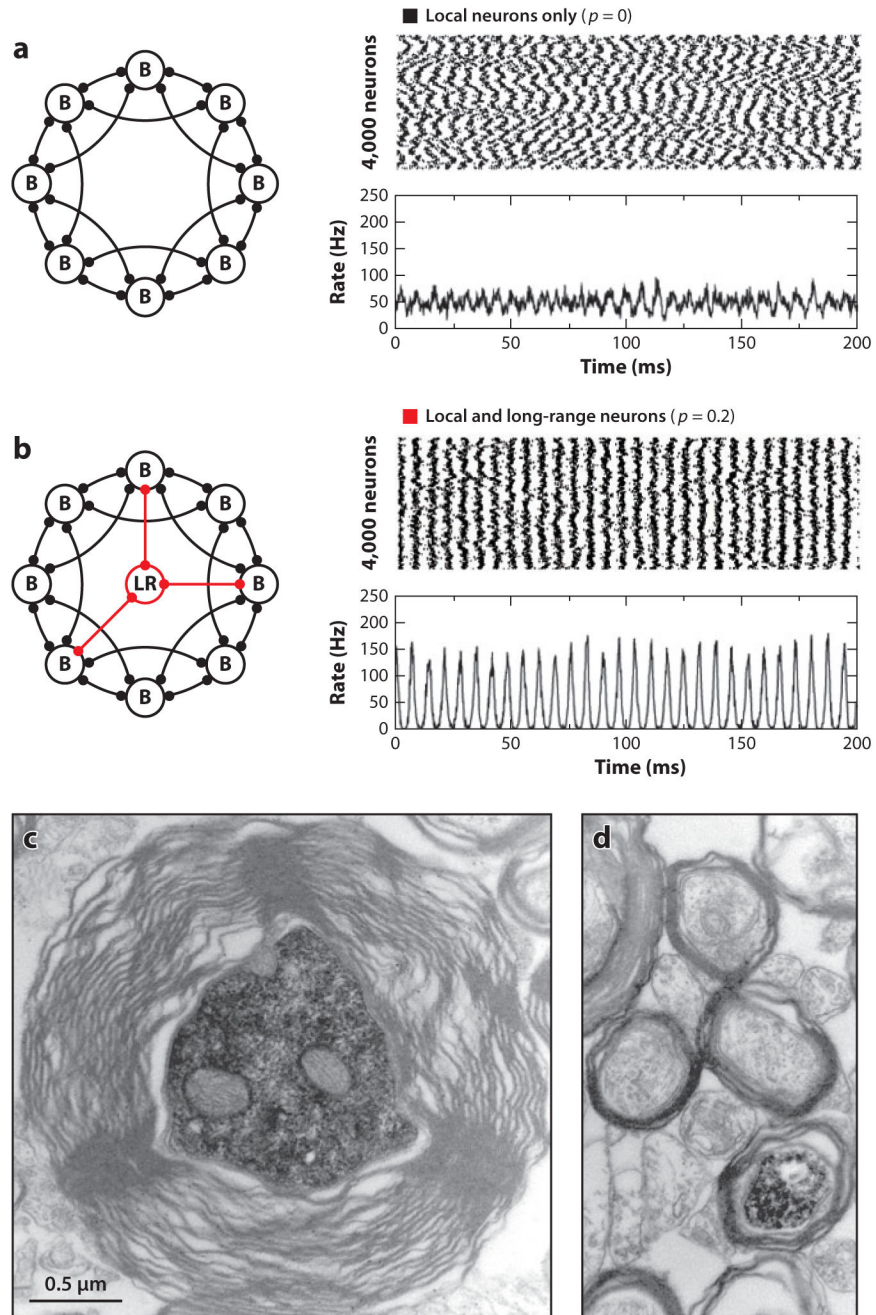 a
B
B
B
B
B
B
B
B
Local neurons only (p = 0)
4,000 neurons
Rate (Hz)
250
200
150
100
50
0
0 50 100 150 200
Time (ms)
b
B
B
B
B
LR
B
B
B
B
Local and long-range neurons (p = 0.2)
4,000 neurons
Rate (Hz)
250
200
150
100
50
0
0 50 100 150 200
Time (ms)
c
0.5 µm
d